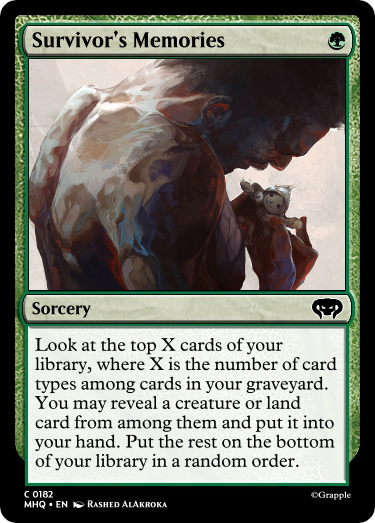 Survivor's Memories
Sorcery
Look at the top X cards of your
library, where X is the number of card
types among cards in your graveyard.
You may reveal a creature or land
card from among them and put it into
your hand. Put the rest on the bottom
of your library in a random order.
C 0182
MHQ • EN Rashed AlAkroka
©Grapple